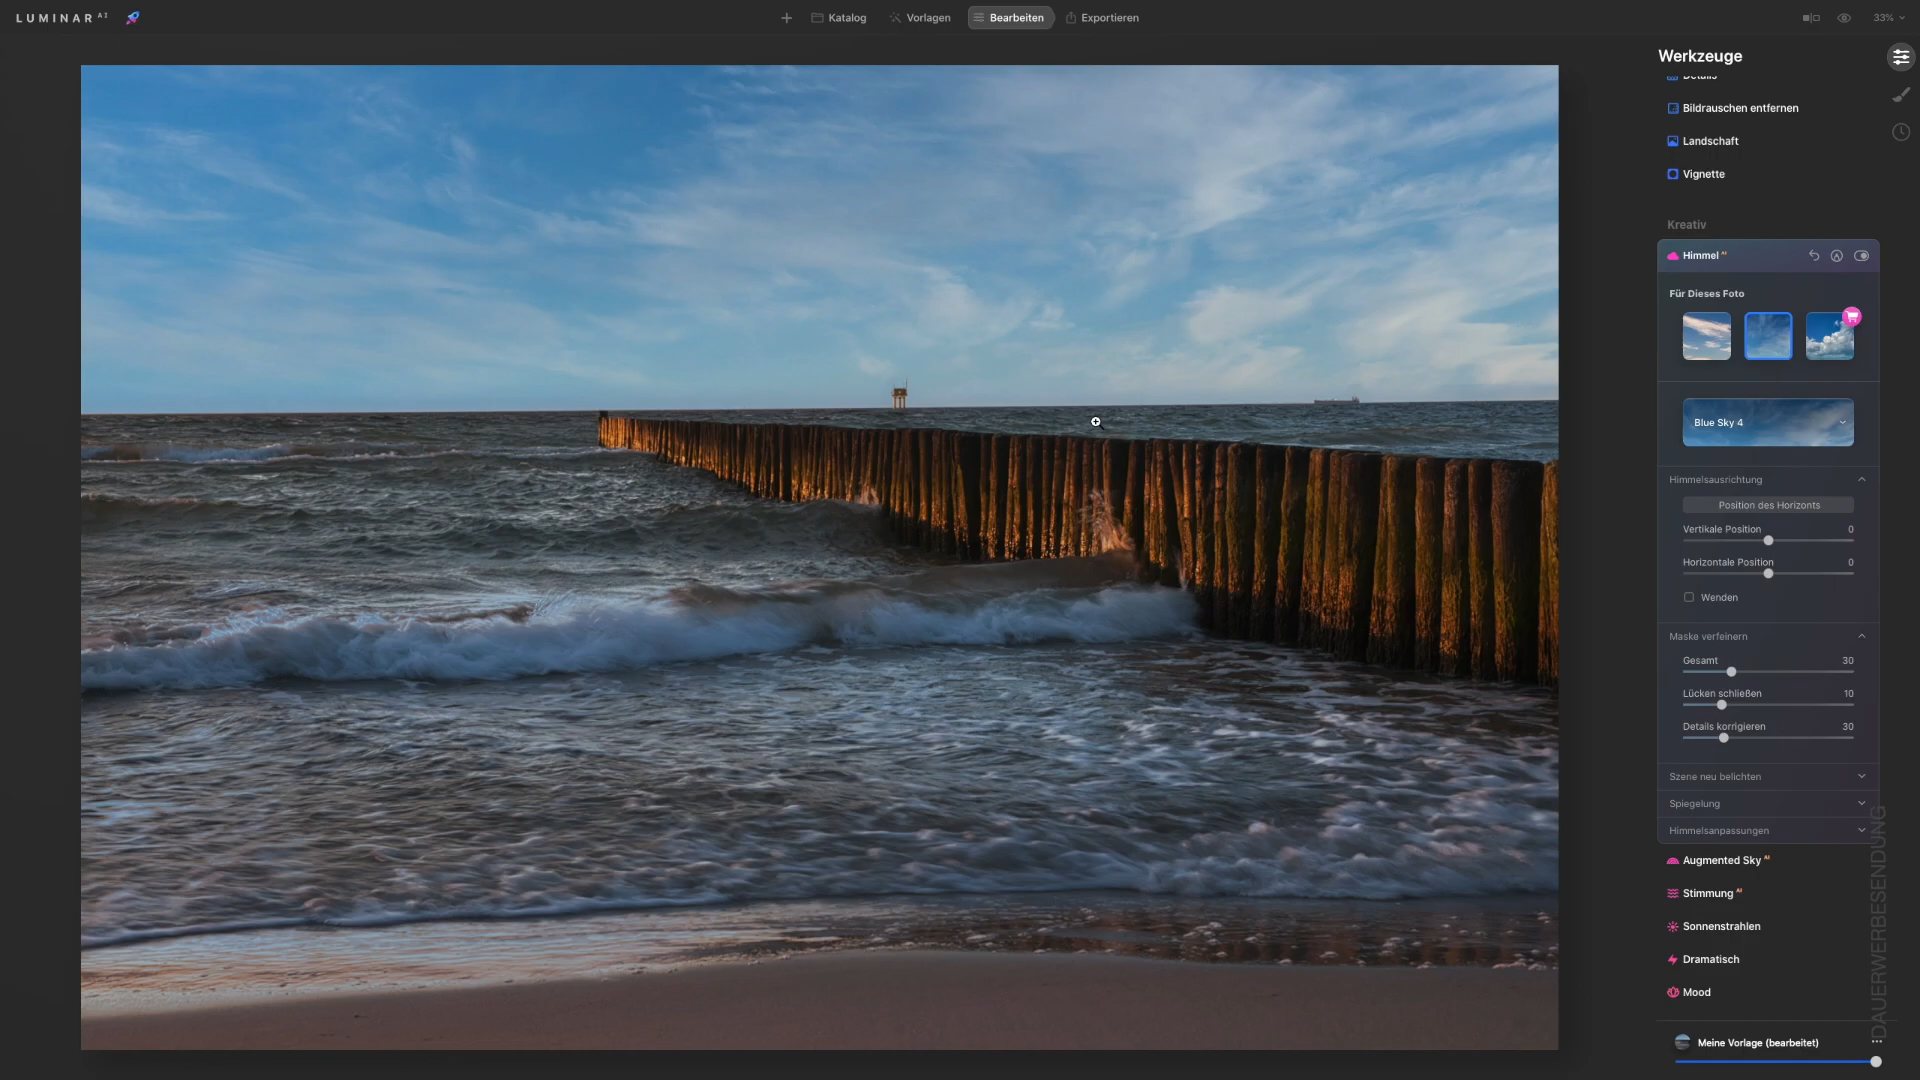 LUMINAR AI
Katalog
Vorlagen
Bearbeiten
Exportieren
33%
Werkzeuge
Details
Bildrauschen entfernen
Landschaft
Vignette
Kreativ
Himmel AI
Für Dieses Foto
Blue Sky 4
Himmelsausrichtung
Position des Horizonts
Vertikale Position 0
Horizontale Position 0
Wenden
Maske verfeinern
Gesamt 30
Lücken schließen 10
Details korrigieren 30
Szene neu belichten
Spiegelung
Himmelsanpassungen
Augmented Sky AI
Stimmung AI
Sonnenstrahlen
Dramatisch
Mood
Meine Vorlage (bearbeitet)
DAUERWERBESENDUNG